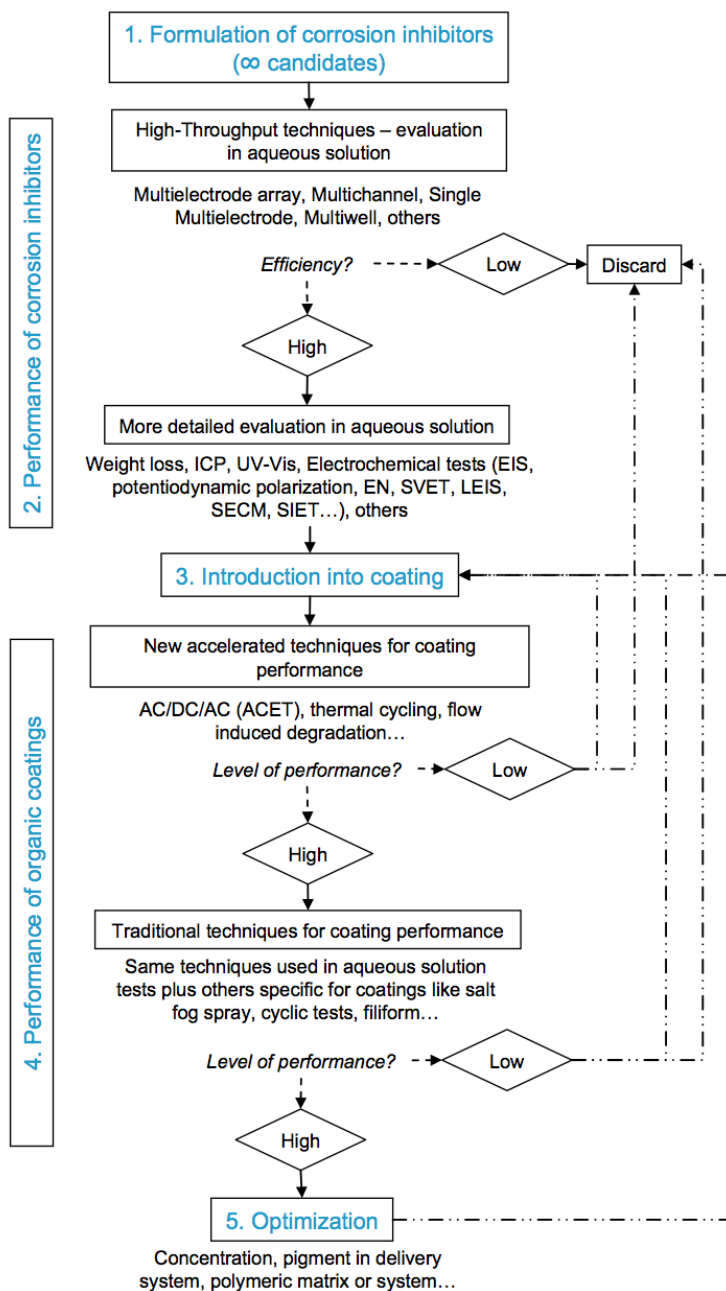 1. Formulation of corrosion inhibitors
(∞ candidates)
2. Performance of corrosion inhibitors
High-Throughput techniques – evaluation
in aqueous solution
Multielectrode array, Multichannel, Single
Multielectrode, Multiwell, others
Efficiency?
Low
Discard
High
More detailed evaluation in aqueous solution
Weight loss, ICP, UV-Vis, Electrochemical tests (EIS,
potentiodynamic polarization, EN, SVET, LEIS,
SECM, SIET…), others
3. Introduction into coating
4. Performance of organic coatings
New accelerated techniques for coating
performance
AC/DC/AC (ACET), thermal cycling, flow
induced degradation…
Level of performance?
Low
High
Traditional techniques for coating performance
Same techniques used in aqueous solution
tests plus others specific for coatings like salt
fog spray, cyclic tests, filiform…
Level of performance?
Low
High
5. Optimization
Concentration, pigment in delivery
system, polymeric matrix or system…